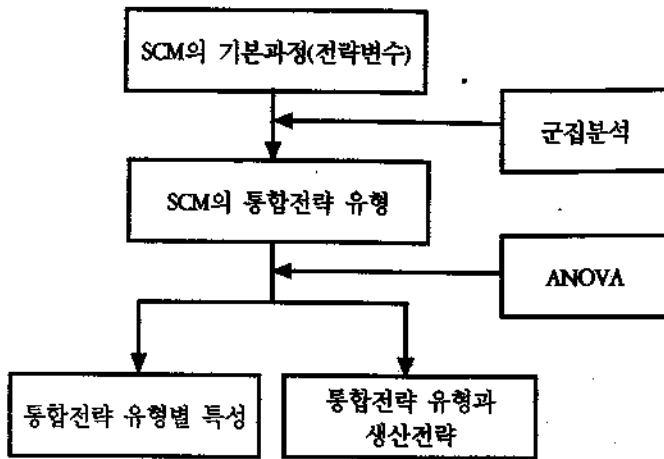 SCM의 기본과정(전략변수)
군집분석
SCM의 통합전략 유형
ANOVA
통합전략 유형별 특성
통합전략 유형과
생산전략